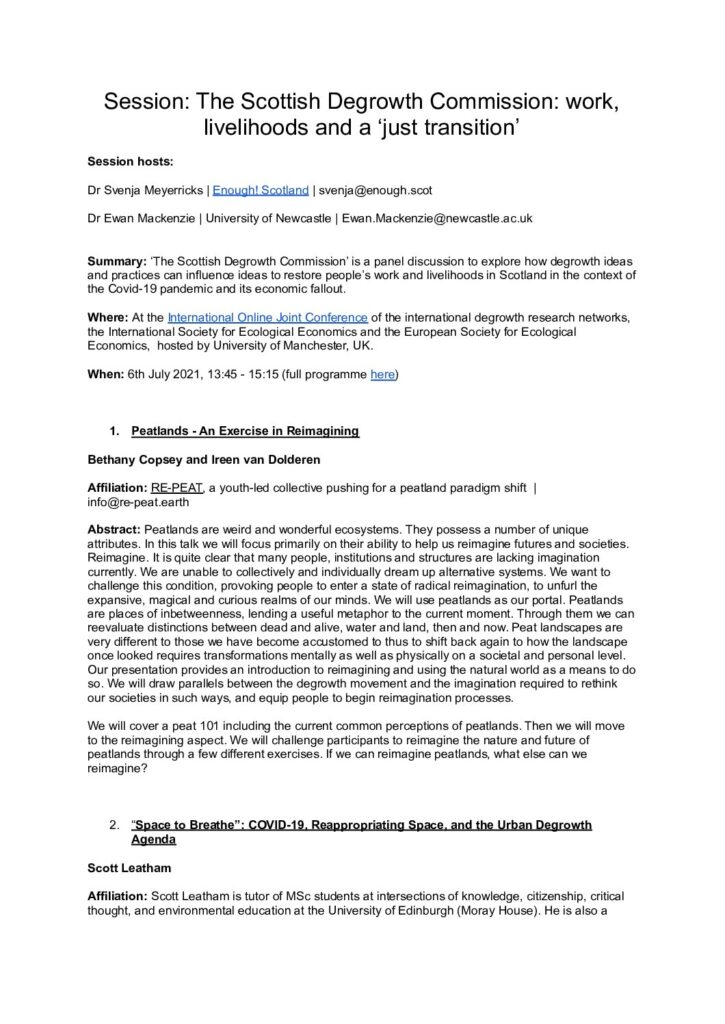 Session: The Scottish Degrowth Commission: work,
livelihoods and a ‘just transition’
Session hosts:
Dr Svenja Meyerricks | Enough! Scotland | svenja@enough.scot
Dr Ewan Mackenzie | University of Newcastle | Ewan.Mackenzie@newcastle.ac.uk
Summary: ‘The Scottish Degrowth Commission’ is a panel discussion to explore how degrowth ideas
and practices can influence ideas to restore people’s work and livelihoods in Scotland in the context of
the Covid-19 pandemic and its economic fallout.
Where: At the International Online Joint Conference of the international degrowth research networks,
the International Society for Ecological Economics and the European Society for Ecological
Economics, hosted by University of Manchester, UK.
When: 6th July 2021, 13:45 - 15:15 (full programme here)
1. Peatlands - An Exercise in Reimagining
Bethany Copsey and Ireen van Dolderen
Affiliation: RE-PEAT, a youth-led collective pushing for a peatland paradigm shift |
info@re-peat.earth
Abstract: Peatlands are weird and wonderful ecosystems. They possess a number of unique
attributes. In this talk we will focus primarily on their ability to help us reimagine futures and societies.
Reimagine. It is quite clear that many people, institutions and structures are lacking imagination
currently. We are unable to collectively and individually dream up alternative systems. We want to
challenge this condition, provoking people to enter a state of radical reimagination, to unfurl the
expansive, magical and curious realms of our minds. We will use peatlands as our portal. Peatlands
are places of inbetweenness, lending a useful metaphor to the current moment. Through them we can
reevaluate distinctions between dead and alive, water and land, then and now. Peat landscapes are
very different to those we have become accustomed to thus to shift back again to how the landscape
once looked requires transformations mentally as well as physically on a societal and personal level.
Our presentation provides an introduction to reimagining and using the natural world as a means to do
so. We will draw parallels between the degrowth movement and the imagination required to rethink
our societies in such ways, and equip people to begin reimagination processes.
We will cover a peat 101 including the current common perceptions of peatlands. Then we will move
to the reimagining aspect. We will challenge participants to reimagine the nature and future of
peatlands through a few different exercises. If we can reimagine peatlands, what else can we
reimagine?
2. “Space to Breathe”: COVID-19, Reappropriating Space, and the Urban Degrowth
Agenda
Scott Leatham
Affiliation: Scott Leatham is tutor of MSc students at intersections of knowledge, citizenship, critical
thought, and environmental education at the University of Edinburgh (Moray House). He is also a